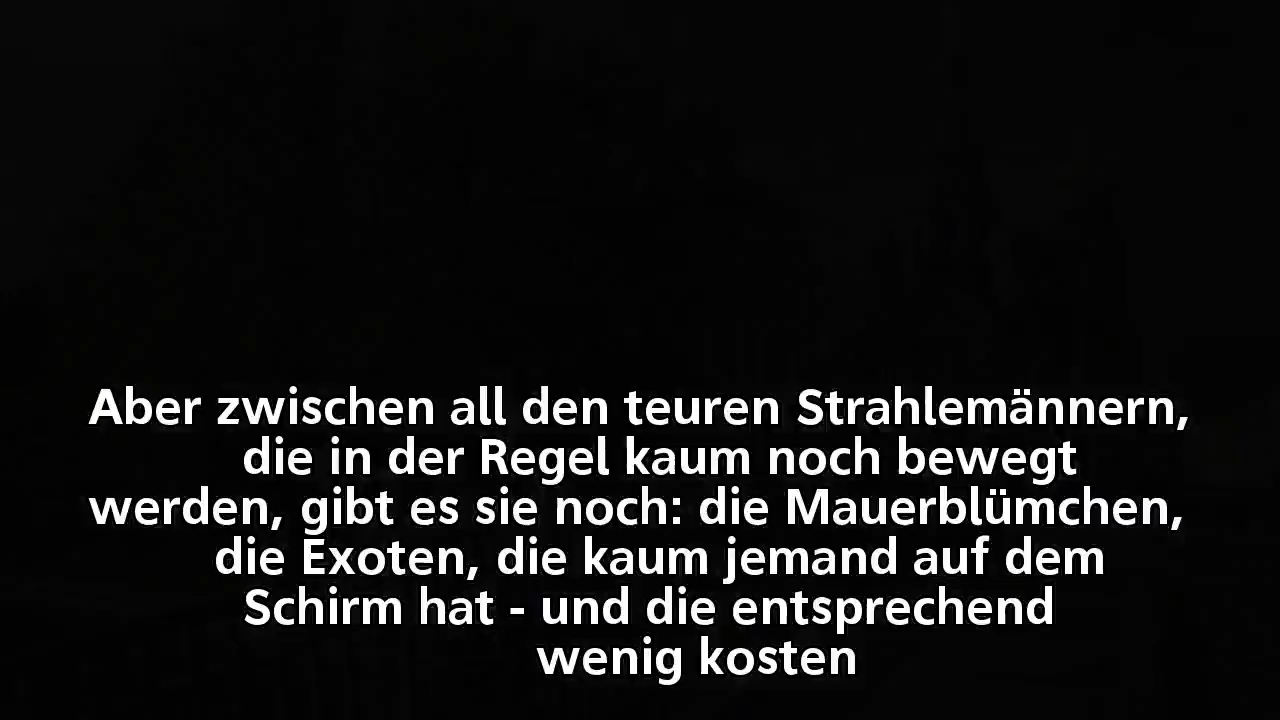 Aber zwischen all den teuren Strahlemännern,
die in der Regel kaum noch bewegt
werden, gibt es sie noch: die Mauerblümchen,
die Exoten, die kaum jemand auf dem
Schirm hat - und die entsprechend
wenig kosten